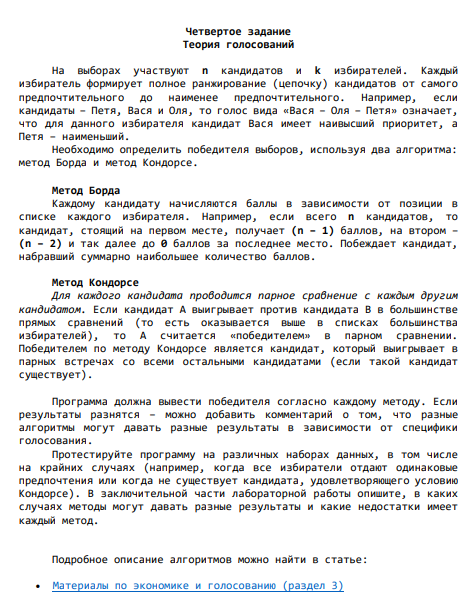 Четвертое задание
Теория голосований
На выборах участвуют n кандидатов и k избирателей. Каждый
избиратель формирует полное ранжирование (цепочку) кандидатов от самого
предпочтительного до наименее предпочтительного. Например, если
кандидаты – Петя, Вася и Оля, то голос вида «Вася – Оля – Петя» означает,
что для данного избирателя кандидат Вася имеет наивысший приоритет, а
Петя – наименьший.
Необходимо определить победителя выборов, используя два алгоритма:
метод Борда и метод Кондорсе.
Метод Борда
Каждому кандидату начисляются баллы в зависимости от позиции в
списке каждого избирателя. Например, если всего n кандидатов, то
кандидат, стоящий на первом месте, получает (n – 1) баллов, на втором –
(n – 2) и так далее до 0 баллов за последнее место. Побеждает кандидат,
набравший суммарно наибольшее количество баллов.
Метод Кондорсе
Для каждого кандидата проводится парное сравнение с каждым другим
кандидатом. Если кандидат A выигрывает против кандидата B в большинстве
прямых сравнений (то есть оказывается выше в списках большинства
избирателей), то A считается «победителем» в парном сравнении.
Победителем по методу Кондорсе является кандидат, который выигрывает в
парных встречах со всеми остальными кандидатами (если такой кандидат
существует).
Программа должна вывести победителя согласно каждому методу. Если
результаты разнятся – можно добавить комментарий о том, что разные
алгоритмы могут давать разные результаты в зависимости от специфики
голосования.
Протестируйте программу на различных наборах данных, в том числе
на крайних случаях (например, когда все избиратели отдают одинаковые
предпочтения или когда не существует кандидата, удовлетворяющего условию
Кондорсе). В заключительной части лабораторной работы опишите, в каких
случаях методы могут давать разные результаты и какие недостатки имеет
каждый метод.
Подробное описание алгоритмов можно найти в статье:
• Материалы по экономике и голосованию (раздел 3)